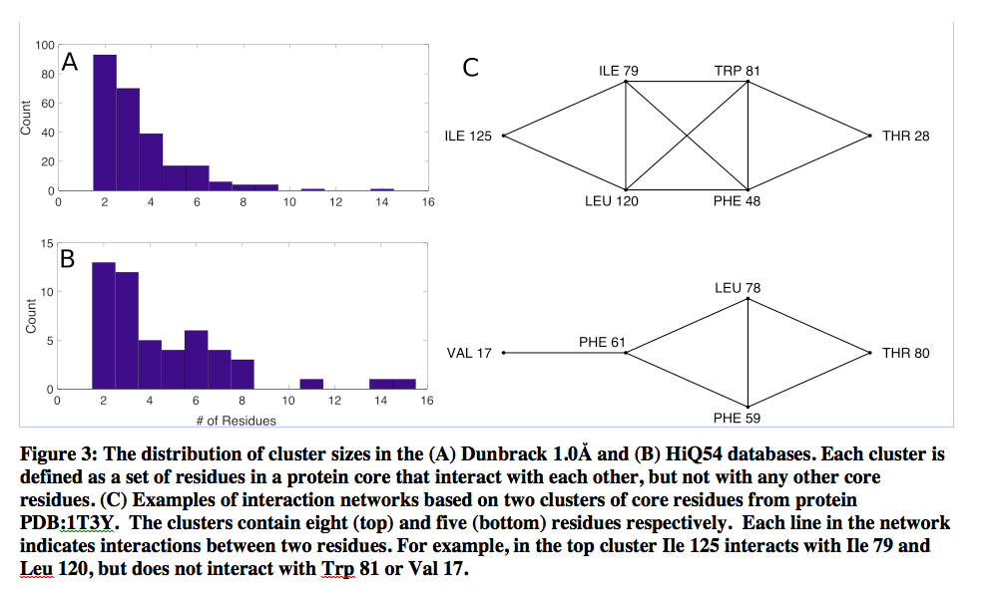 100
80
60
40
20
0
Count
A
0 2 4 6 8 10 12 14 16
15
10
5
0
Count
B
0 2 4 6 8 10 12 14 16
# of Residues
C
ILE 79 TRP 81
ILE 125 THR 28
LEU 120 PHE 48
LEU 78
PHE 61
VAL 17 THR 80
PHE 59
Figure 3: The distribution of cluster sizes in the (A) Dunbrack 1.0Å and (B) HiQ54 databases. Each cluster is
defined as a set of residues in a protein core that interact with each other, but not with any other core
residues. (C) Examples of interaction networks based on two clusters of core residues from protein
PDB:1T3Y.  The clusters contain eight (top) and five (bottom) residues respectively.  Each line in the network
indicates interactions between two residues. For example, in the top cluster Ile 125 interacts with Ile 79 and
Leu 120, but does not interact with Trp 81 or Val 17.